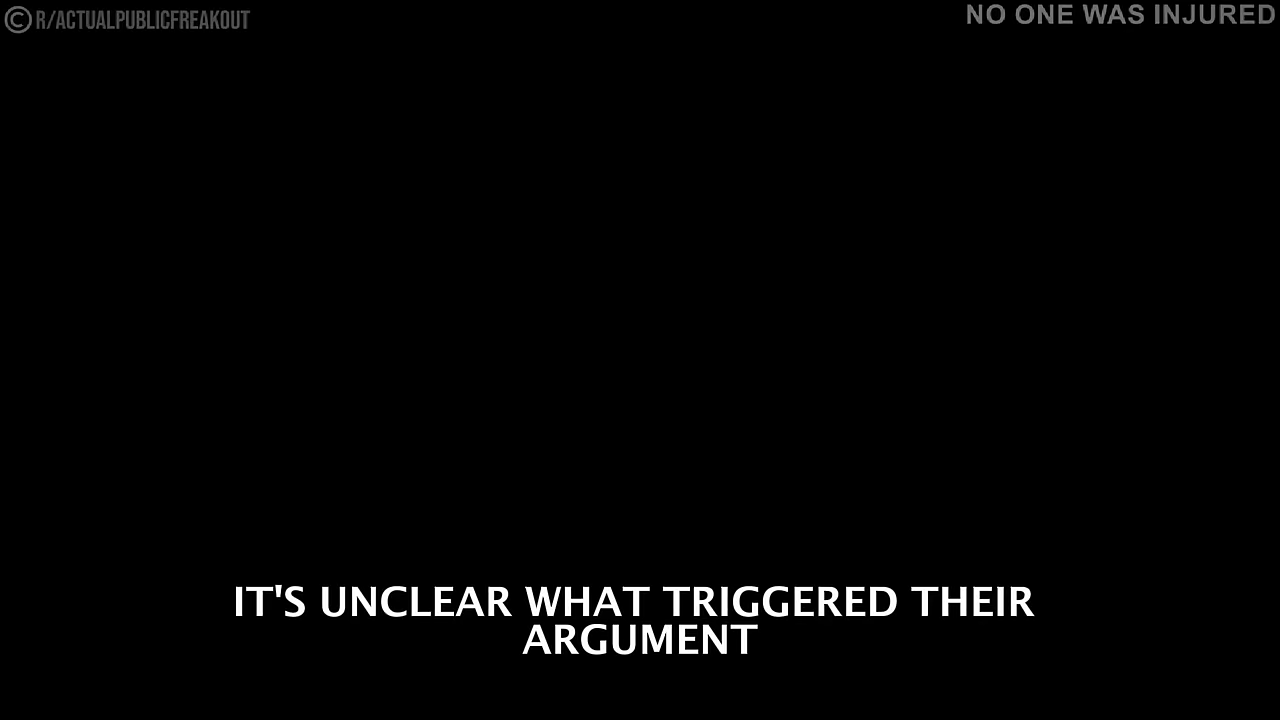 © R/ACTUALPUBLICFREAKOUT
NO ONE WAS INJURED
IT'S UNCLEAR WHAT TRIGGERED THEIR
ARGUMENT